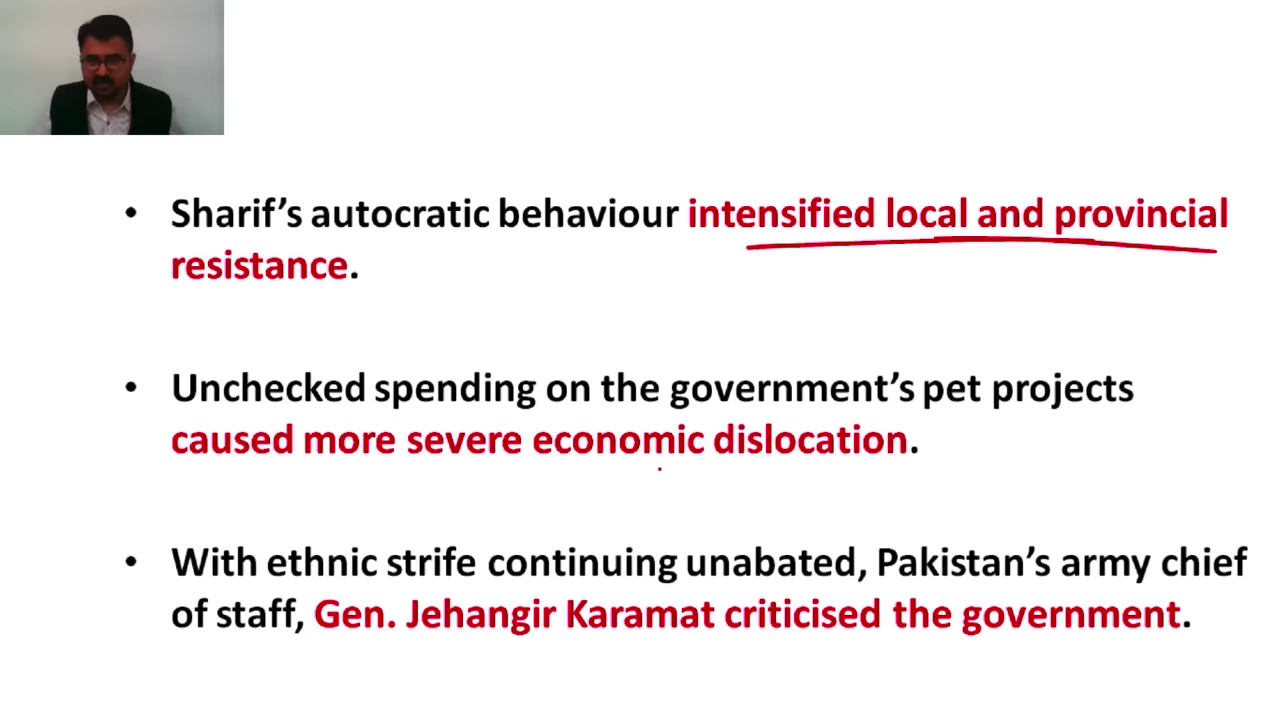 • Sharif’s autocratic behaviour intensified local and provincial
resistance.
• Unchecked spending on the government’s pet projects
caused more severe economic dislocation.
• With ethnic strife continuing unabated, Pakistan’s army chief
of staff, Gen. Jehangir Karamat criticised the government.